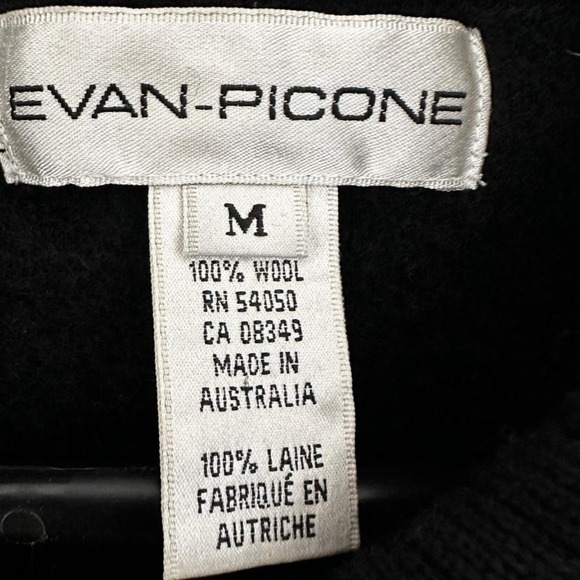 EVAN-PICONE
M
100% WOOL
RN 54050
CA 08349
MADE IN
AUSTRALIA
100% LAINE
FABRIQUÉ EN
AUTRICHE